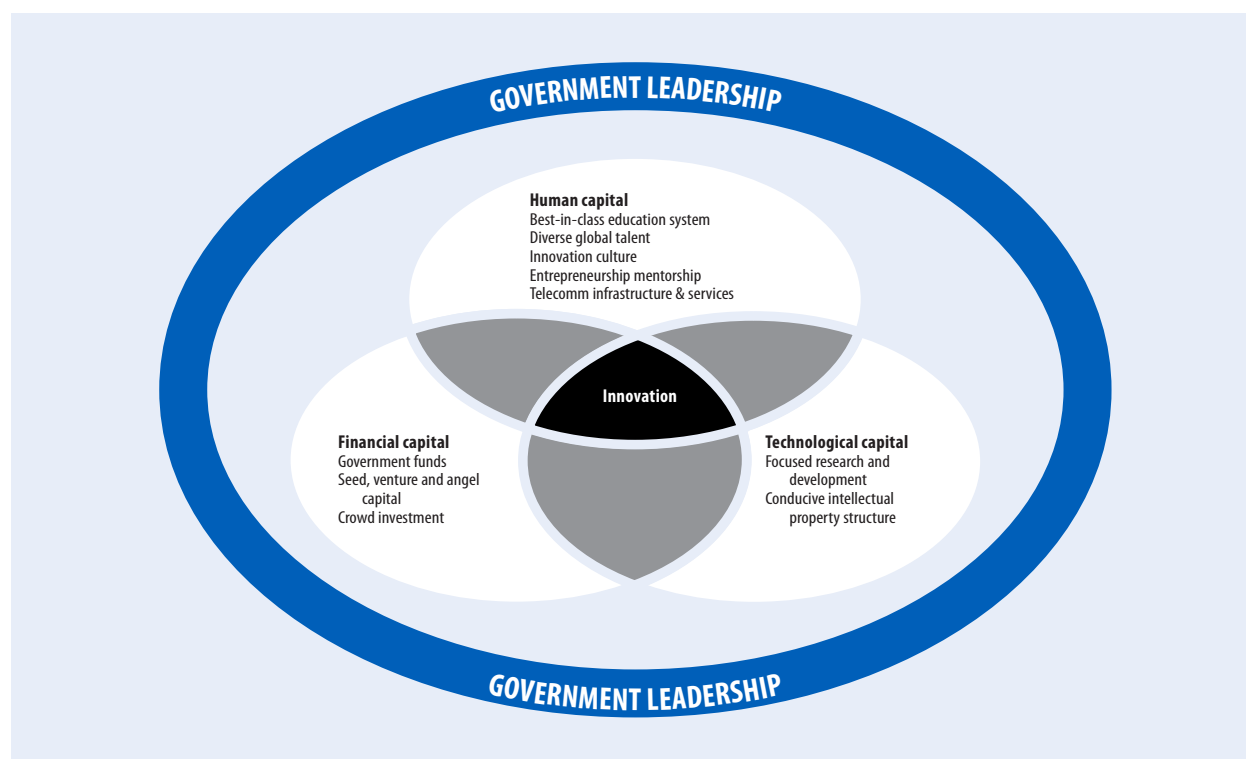 GOVERNMENT LEADERSHIP
Human capital
Best-in-class education system
Diverse global talent
Innovation culture
Entrepreneurship mentorship
Telecomm infrastructure & services
Innovation
Financial capital
Government funds
Seed, venture and angel
capital
Crowd investment
Technological capital
Focused research and
development
Conducive intellectual
property structure
GOVERNMENT LEADERSHIP